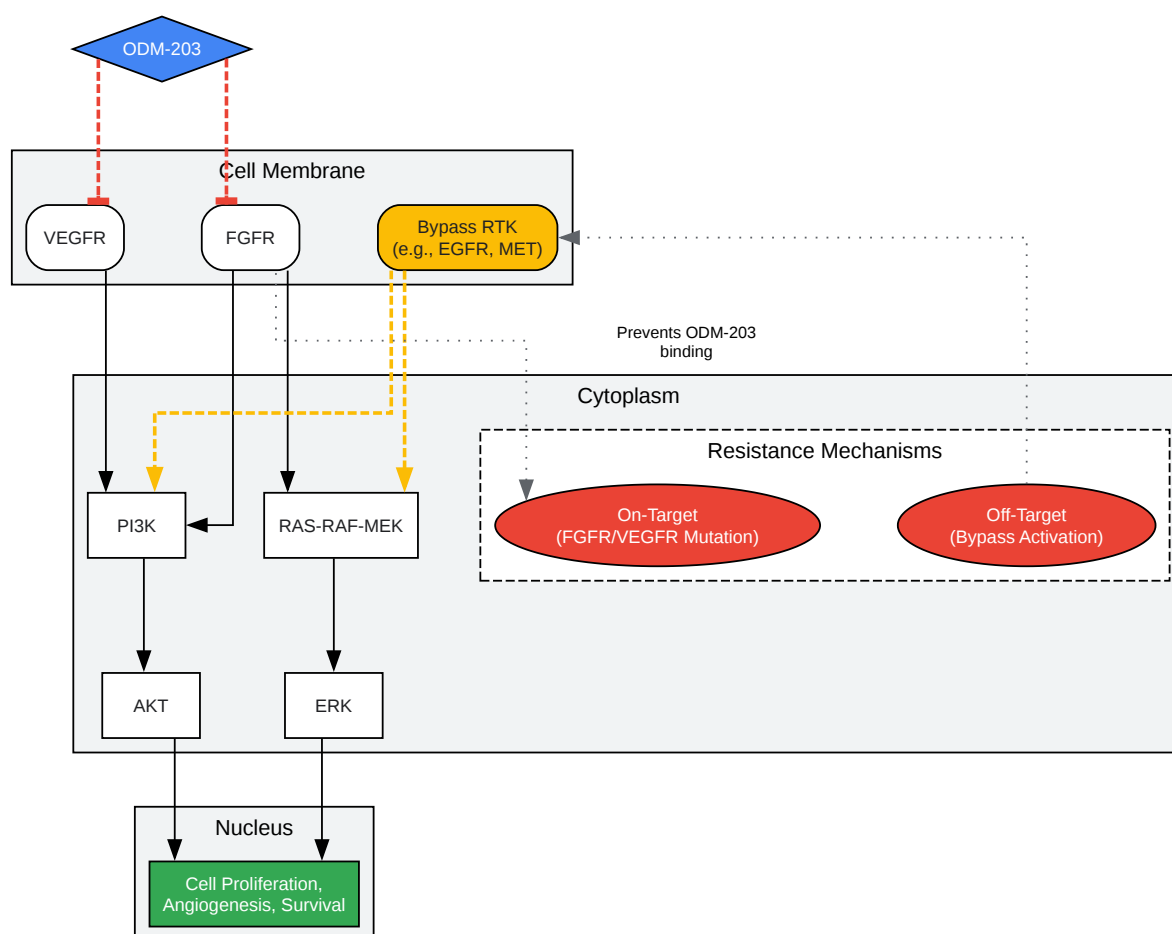 ODM-203
Cell Membrane
VEGFR
FGFR
Bypass RTK
(e.g., EGFR, MET)
Prevents ODM-203
binding
Cytoplasm
Resistance Mechanisms
PI3K
RAS-RAF-MEK
On-Target
(FGFR/VEGFR Mutation)
Off-Target
(Bypass Activation)
AKT
ERK
Nucleus
Cell Proliferation,
Angiogenesis, Survival